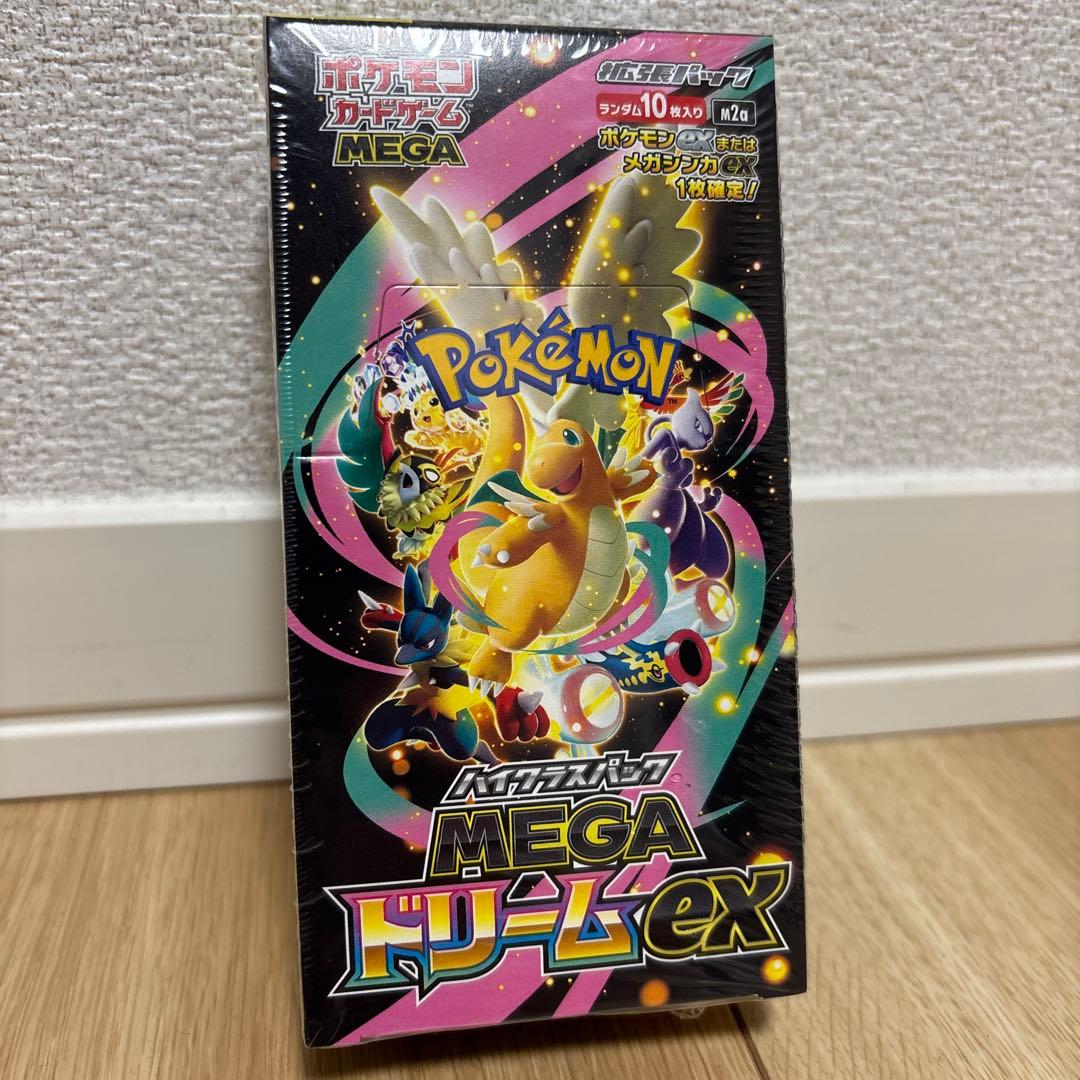 ポケモン
カードゲーム
MEGA
拡張パック
ランダム10枚入り M2a
ポケモンexまたは
メガシンカex
1枚確定!
POKéMON
TM
ハイクラスパック
MEGA
ドリームex